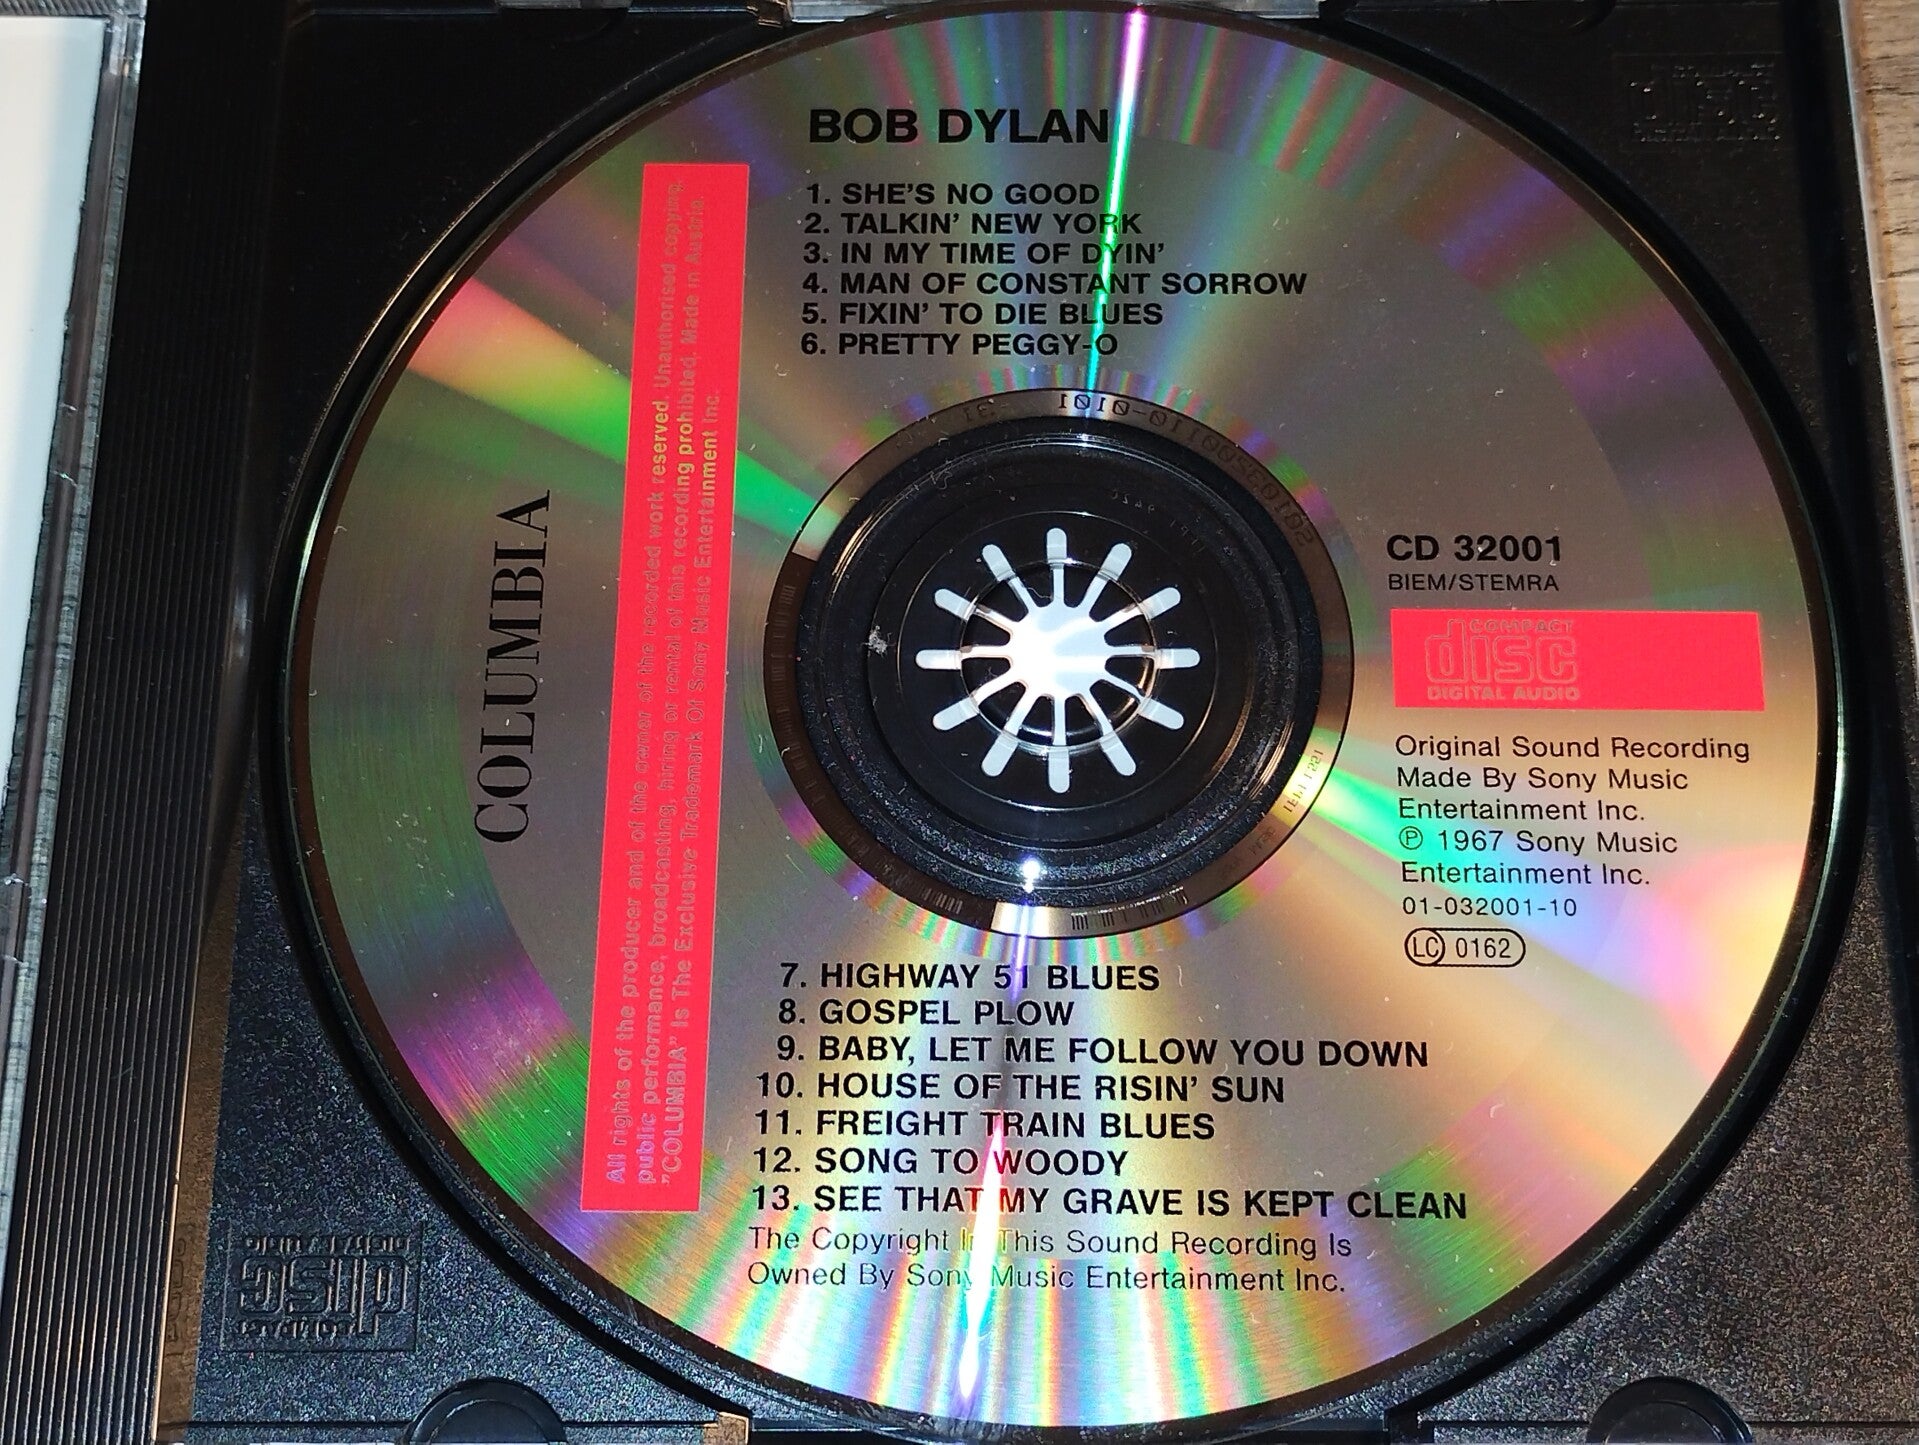 BOB DYLAN
1. SHE'S NO GOOD
2. TALKIN' NEW YORK
3. IN MY TIME OF DYIN'
4. MAN OF CONSTANT SORROW
5. FIXIN' TO DIE BLUES
6. PRETTY PEGGY-O
COLUMBIA
All rights of the producer and of the owner of the recorded work reserved. Unauthorised copying,
public performance, broadcasting, hiring or rental of this recording prohibited. Made in Austria.
"COLUMBIA" Is The Exclusive Trademark Of Sony Music Entertainment Inc.
CD 32001
BIEM/STEMRA
COMPACT
disc
DIGITAL AUDIO
Original Sound Recording
Made By Sony Music
Entertainment Inc.
℗ 1967 Sony Music
Entertainment Inc.
01-032001-10
LC 0162
7. HIGHWAY 51 BLUES
8. GOSPEL PLOW
9. BABY, LET ME FOLLOW YOU DOWN
10. HOUSE OF THE RISIN' SUN
11. FREIGHT TRAIN BLUES
12. SONG TO WOODY
13. SEE THAT MY GRAVE IS KEPT CLEAN
The Copyright In This Sound Recording Is
Owned By Sony Music Entertainment Inc.
disc
COMPACT